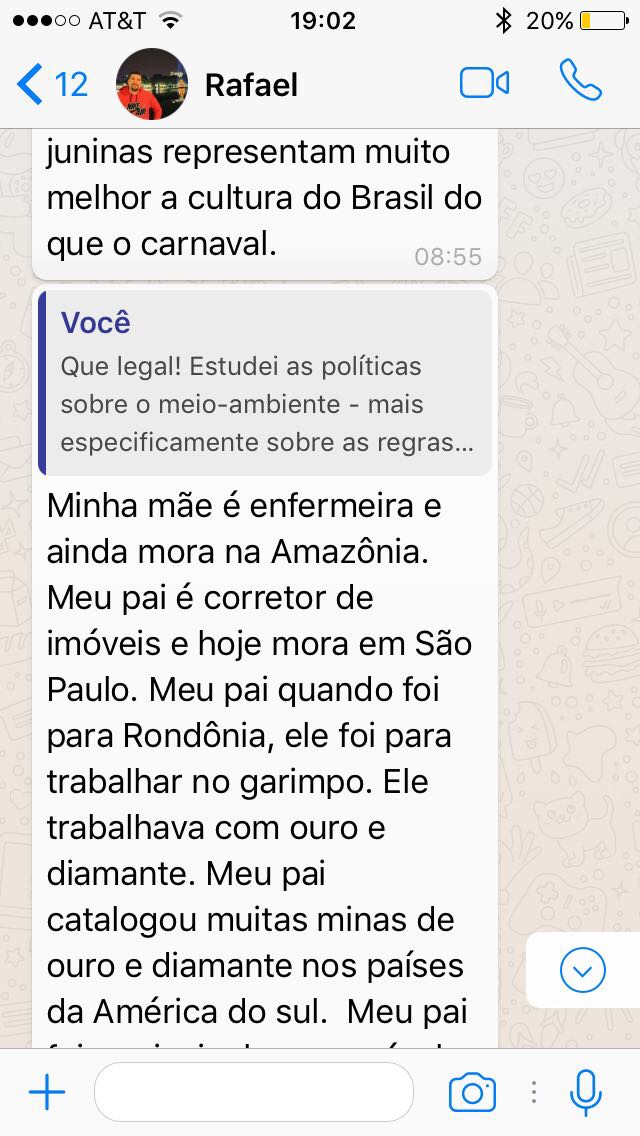 AT&T 19:02 20%
12 Rafael
juninas representam muito
melhor a cultura do Brasil do
que o carnaval.
08:55
Você
Que legal! Estudei as políticas
sobre o meio-ambiente - mais
especificamente sobre as regras...
Minha mãe é enfermeira e
ainda mora na Amazônia.
Meu pai é corretor de
imóveis e hoje mora em São
Paulo. Meu pai quando foi
para Rondônia, ele foi para
trabalhar no garimpo. Ele
trabalhava com ouro e
diamante. Meu pai
catalogou muitas minas de
ouro e diamante nos países
da América do sul.  Meu pai